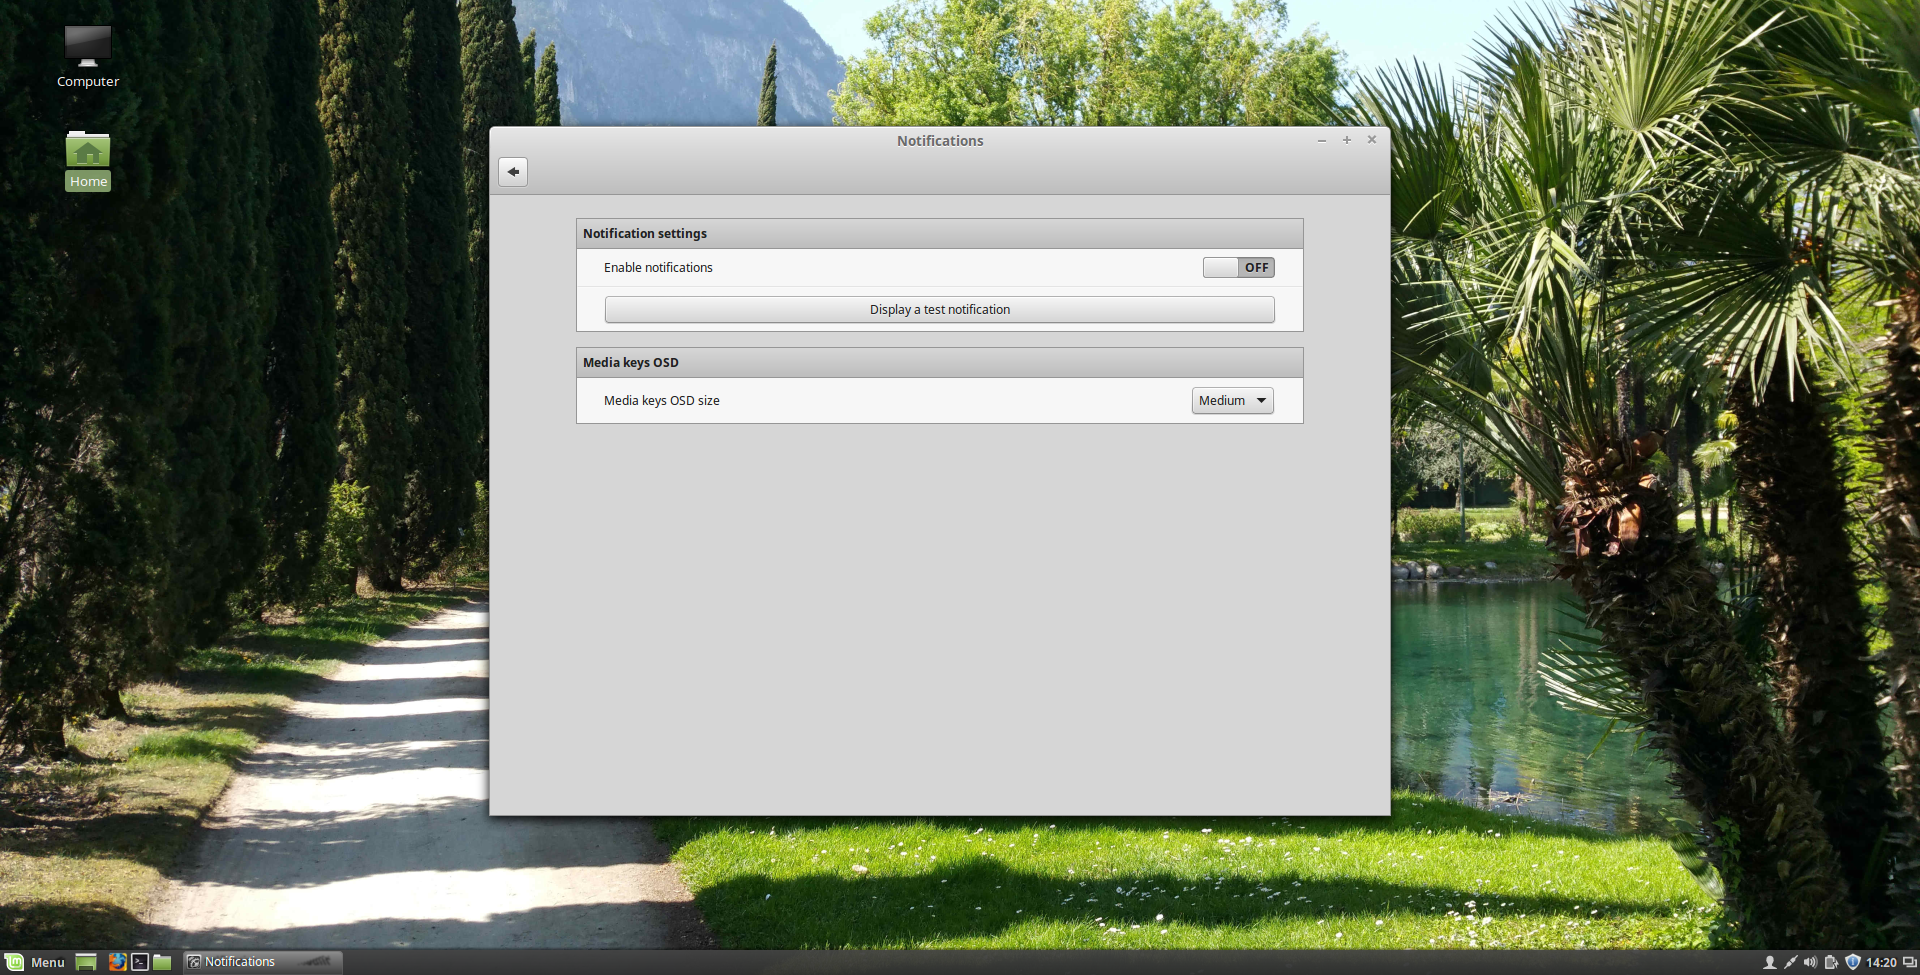 Computer
Home
Notifications
Notification settings
Enable notifications
OFF
Display a test notification
Media keys OSD
Media keys OSD size
Medium
Menu
Notifications
14:20